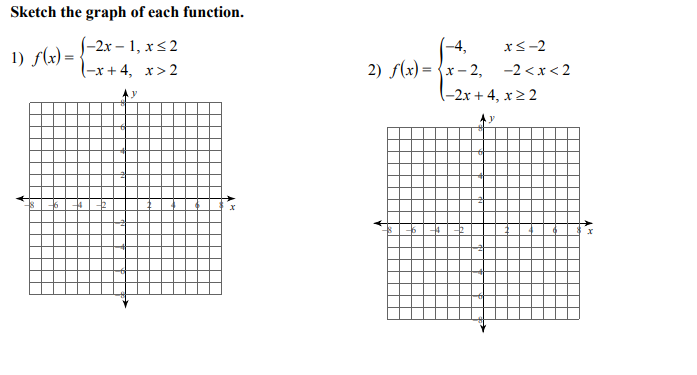 Sketch the graph of each function.
1) f(x) = {-2x - 1, x ≤ 2
-x + 4, x > 2
2) f(x) = {-4, x ≤ -2
x - 2, -2 < x < 2
-2x + 4, x ≥ 2
y
8
6
4
2
-8 -6 -4 -2 2 4 6 8 x
-2
-4
-6
-8
y
8
6
4
2
-8 -6 -4 -2 2 4 6 8 x
-2
-4
-6
-8